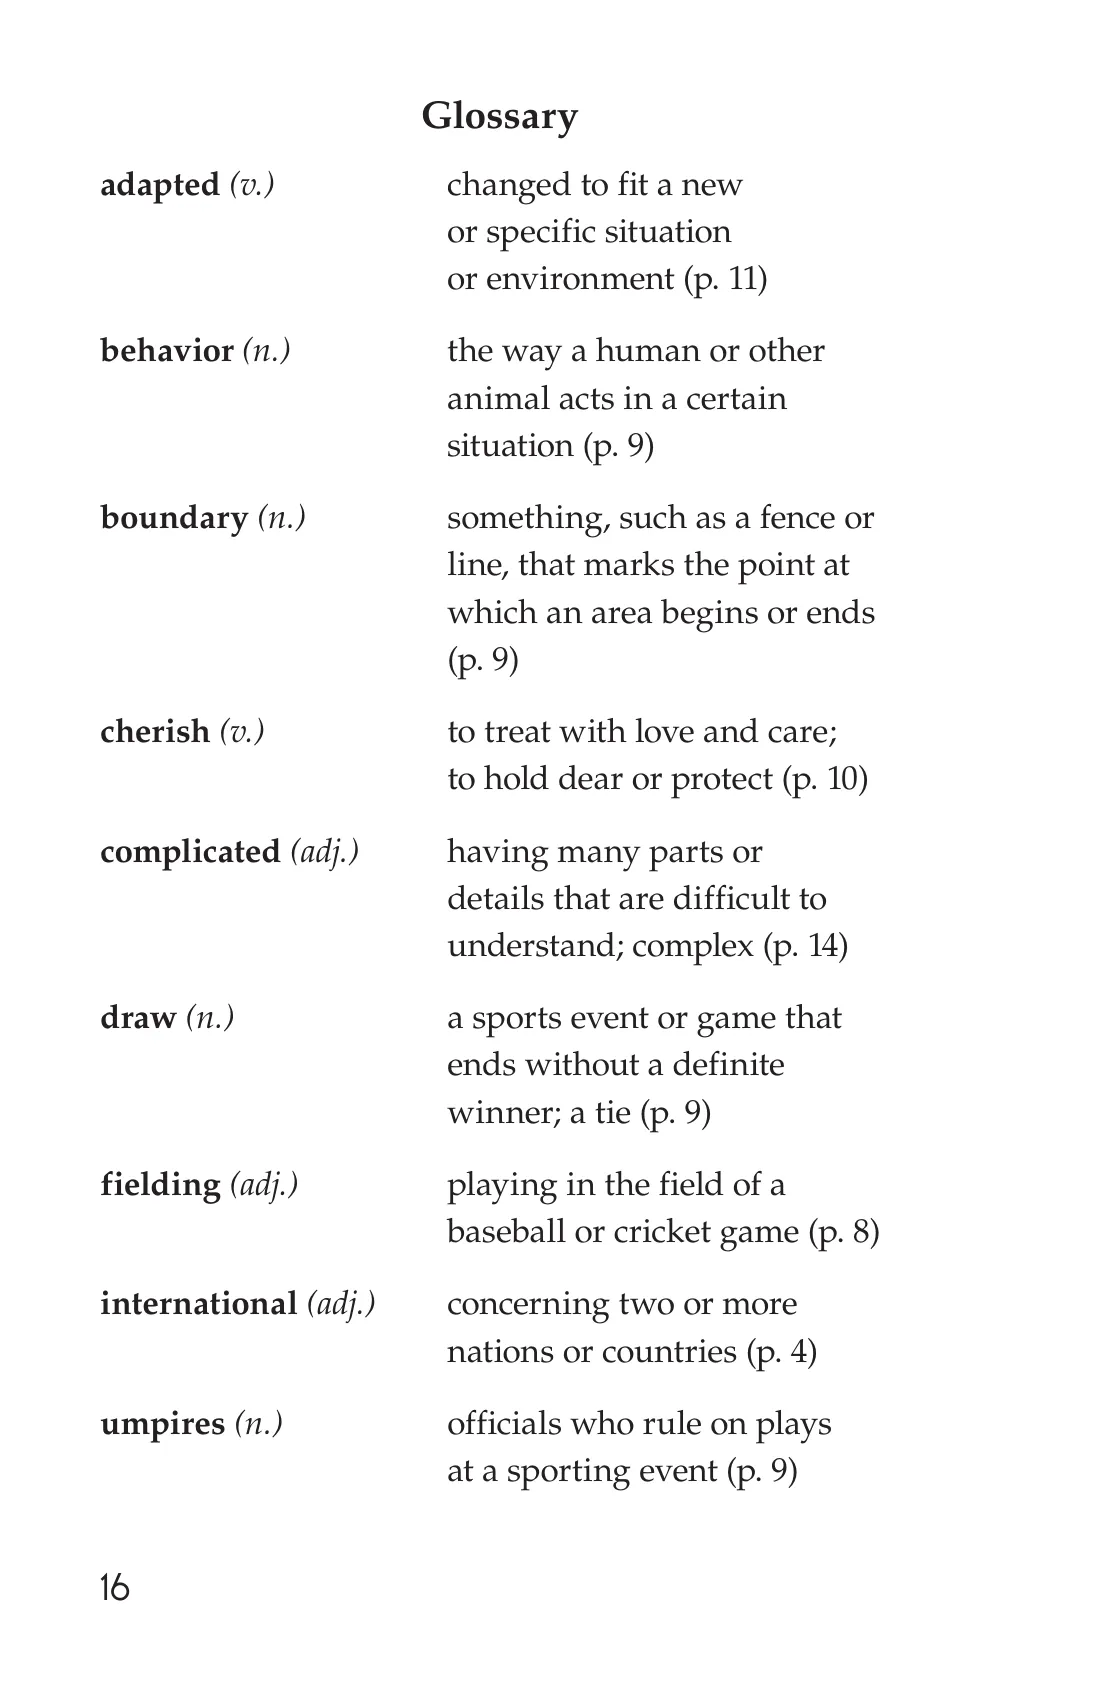 Glossary
adapted (v.) changed to fit a new
or specific situation
or environment (p. 11)
behavior (n.) the way a human or other
animal acts in a certain
situation (p. 9)
boundary (n.) something, such as a fence or
line, that marks the point at
which an area begins or ends
(p. 9)
cherish (v.) to treat with love and care;
to hold dear or protect (p. 10)
complicated (adj.) having many parts or
details that are difficult to
understand; complex (p. 14)
draw (n.) a sports event or game that
ends without a definite
winner; a tie (p. 9)
fielding (adj.) playing in the field of a
baseball or cricket game (p. 8)
international (adj.) concerning two or more
nations or countries (p. 4)
umpires (n.) officials who rule on plays
at a sporting event (p. 9)
16